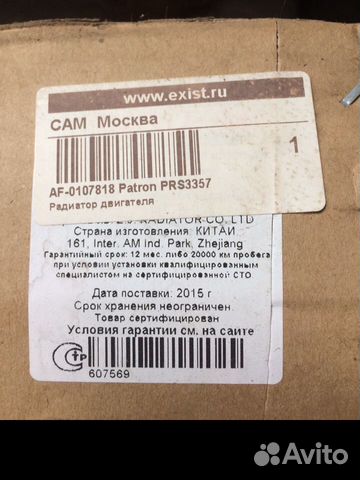 www.exist.ru
САМ Москва
1
AF-0107818 Patron PRS3357
Радиатор двигателя
RADIATOR CO. LTD
Страна изготовления: КИТАЙ
161, Inter. AM Ind. Park, Zhejiang
Гарантийный срок: 12 мес. либо 20000 км пробега
при условии установки квалифицированным
специалистом на сертифицированной СТО
Дата поставки: 2015 г
Срок хранения неограничен.
Товар сертифицирован
Условия гарантии см. на сайте
607569
Avito